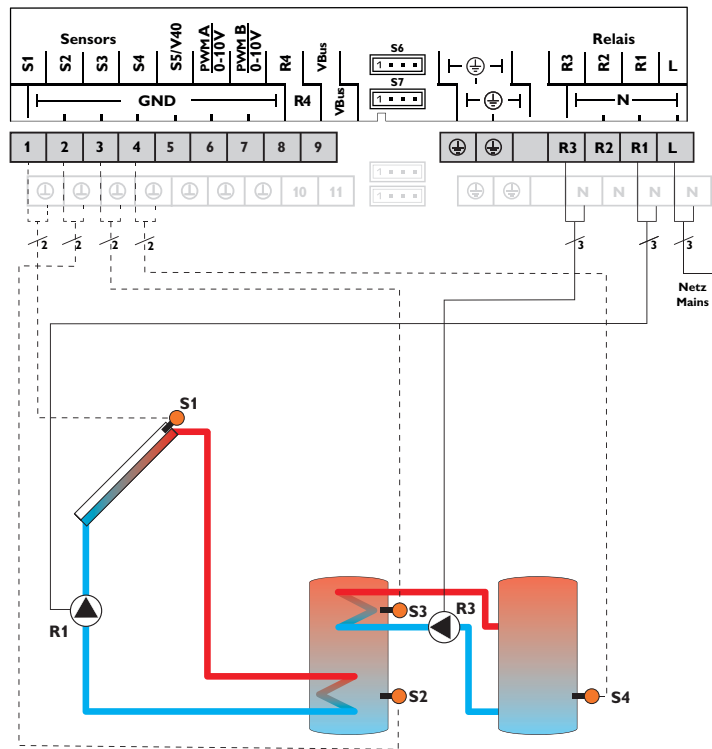 Sensors
Relais
S1 S2 S3 S4 S5/V40 PWM A 0-10V PWM B 0-10V R4 VBus
S6
1
S7
1
R3 R2 R1 L
GND
R4 VBus
N
1 2 3 4 5 6 7 8 9
R3 R2 R1 L
10 11
1
1
N N N N
2 2 2 2
3 3 3
Netz
Mains
S1
R1
S3
R3
S2
S4